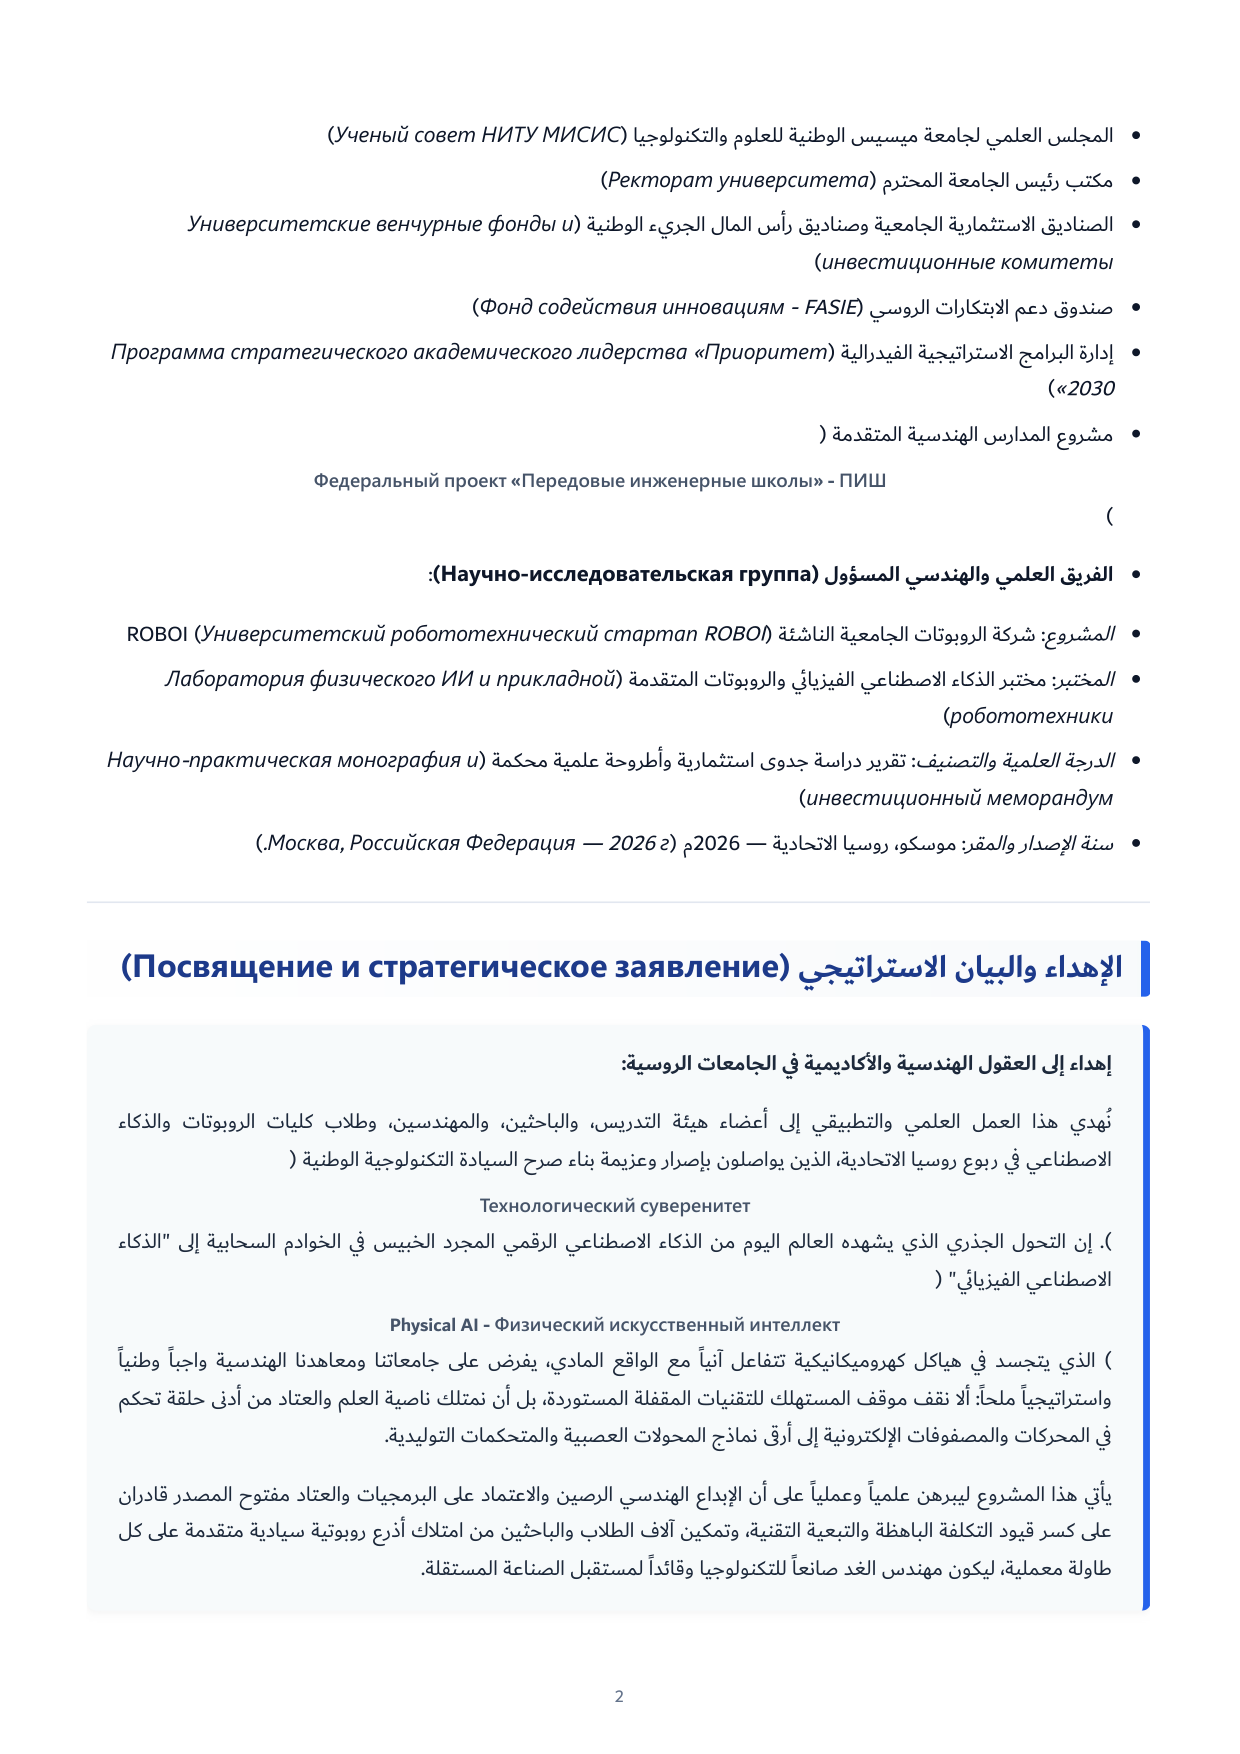 • المجلس العلمي لجامعة ميسيس الوطنية للعلوم والتكنولوجيا (Ученый совет НИТУ МИСИС)
• مكتب رئيس الجامعة المحترم (Ректорат университета)
• الصناديق الاستثمارية الجامعية وصناديق رأس المال الجريء الوطنية (Университетские венчурные фонды и
инвестиционные комитеты)
• صندوق دعم الابتكارات الروسي (Фонд содействия инновациям - FASIE)
• إدارة البرامج الاستراتيجية الفيدرالية (Программа стратегического академического лидерства «Приоритет
2030»)
• مشروع المدارس الهندسية المتقدمة (
Федеральный проект «Передовые инженерные школы» - ПИШ
)
• الفريق العلمي والهندسي المسؤول (Научно-исследовательская группа):
• المشروع: شركة الروبوتات الجامعية الناشئة ROBOI (Университетский робототехнический стартап ROBOI)
• المختبر: مختبر الذكاء الاصطناعي الفيزيائي والروبوتات المتقدمة (Лаборатория физического ИИ и прикладной
робототехники)
• الدرجة العلمية والتصنيف: تقرير دراسة جدوى استثمارية وأطروحة علمية محكمة (Научно-практическая монография и
инвестиционный меморандум)
• سنة الإصدار والمقر: موسكو، روسيا الاتحادية — 2026م (Москва, Российская Федерация — 2026 г.)
الإهداء والبيان الاستراتيجي (Посвящение и стратегическое заявление)
إهداء إلى العقول الهندسية والأكاديمية في الجامعات الروسية:
نُهدي هذا العمل العلمي والتطبيقي إلى أعضاء هيئة التدريس، والباحثين، والمهندسين، وطلاب كليات الروبوتات والذكاء
الاصطناعي في ربوع روسيا الاتحادية، الذين يواصلون بإصرار وعزيمة بناء صرح السيادة التكنولوجية الوطنية (
Технологический суверенитет
). إن التحول الجذري الذي يشهده العالم اليوم من الذكاء الاصطناعي الرقمي المجرد الخبيس في الخوادم السحابية إلى "الذكاء
الاصطناعي الفيزيائي" (
Physical AI - Физический искусственный интеллект
) الذي يتجسد في هياكل كهروميكانيكية تتفاعل آنياً مع الواقع المادي، يفرض على جامعاتنا ومعاهدنا الهندسية واجباً وطنياً
واستراتيجياً ملحاً: ألا نقف موقف المستهلك للتقنيات المقفلة المستوردة، بل أن نمتلك ناصية العلم والعتاد من أدنى حلقة تحكم
في المحركات والمصفوفات الإلكترونية إلى أرقى نماذج المحولات العصبية والمتحكمات التوليدية.
يأتي هذا المشروع ليبرهن علمياً وعملياً على أن الإبداع الهندسي الرصين والاعتماد على البرمجيات والعتاد مفتوح المصدر قادران
على كسر قيود التكلفة الباهظة والتبعية التقنية، وتمكين آلاف الطلاب والباحثين من امتلاك أذرع روبوتية سيادية متقدمة على كل
طاولة معملية، ليكون مهندس الغد صانعاً للتكنولوجيا وقائداً لمستقبل الصناعة المستقلة.
2